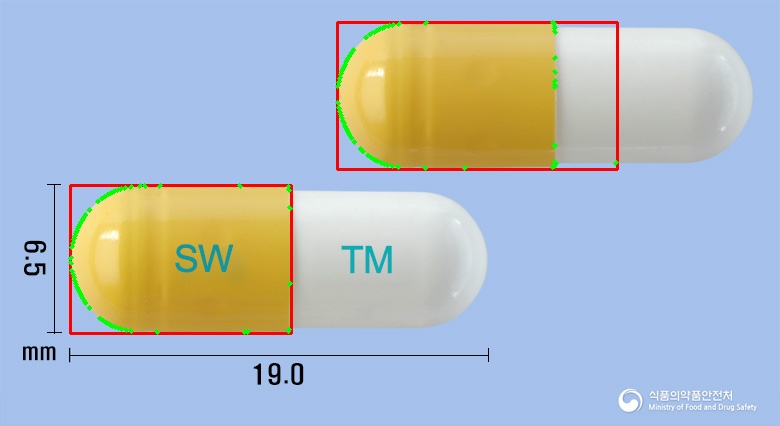 SW TM
6.5
mm
19.0
식품의약품안전처
Ministry of Food and Drug Safety